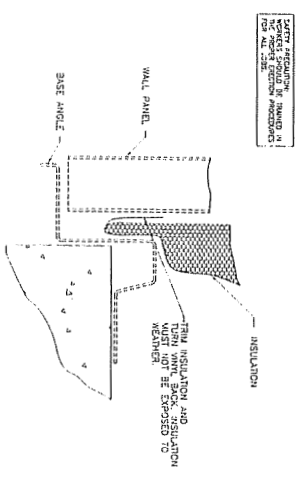 SAFETY PRECAUTION:
WORKERS SHOULD BE TRAINED IN
THE PROPER ERECTION PROCEDURES
FOR ALL JOBS.
WALL PANEL
BASE ANGLE
INSULATION
TRIM INSULATION AND
TURN VINYL BACK. INSULATION
MUST NOT BE EXPOSED TO
WEATHER.